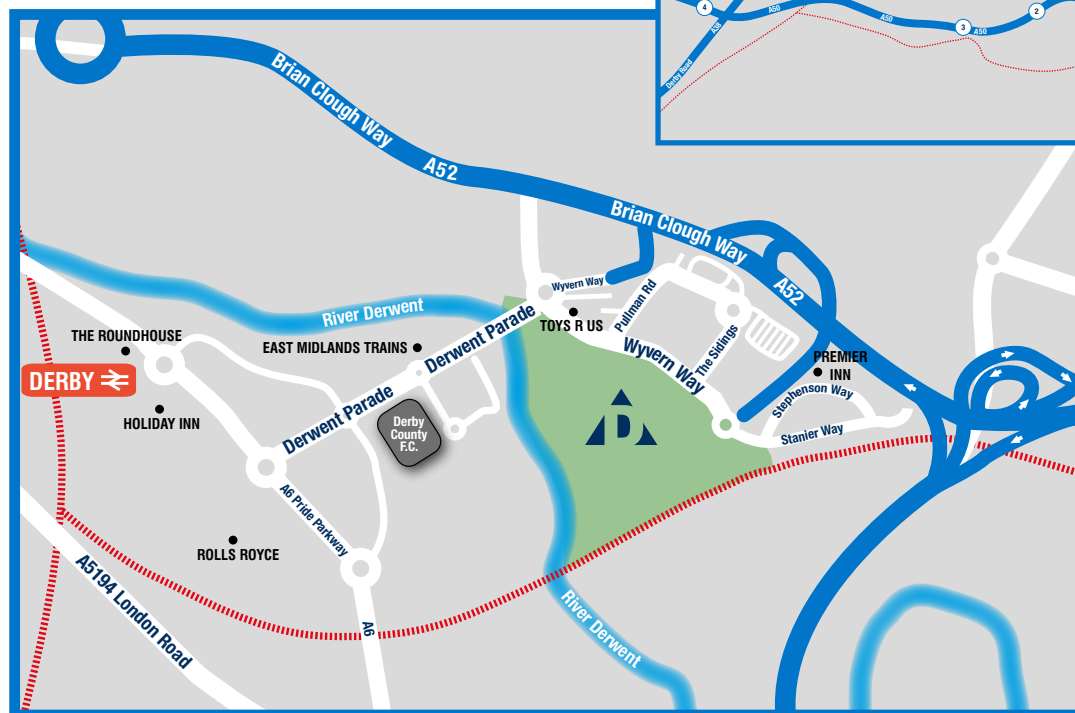 4
A50
A50
3
A50
2
A38
Derby Road
Brian Clough Way
A52
Brian Clough Way
A52
Wyvern Way
Pullman Rd
TOYS R US
The Sidings
Wyvern Way
PREMIER
INN
Stephenson Way
Stanier Way
River Derwent
THE ROUNDHOUSE
EAST MIDLANDS TRAINS
Derwent Parade
DERBY
HOLIDAY INN
Derwent Parade
Derby
County
F.C.
D
A6 Pride Parkway
ROLLS ROYCE
A5194 London Road
A6
River Derwent